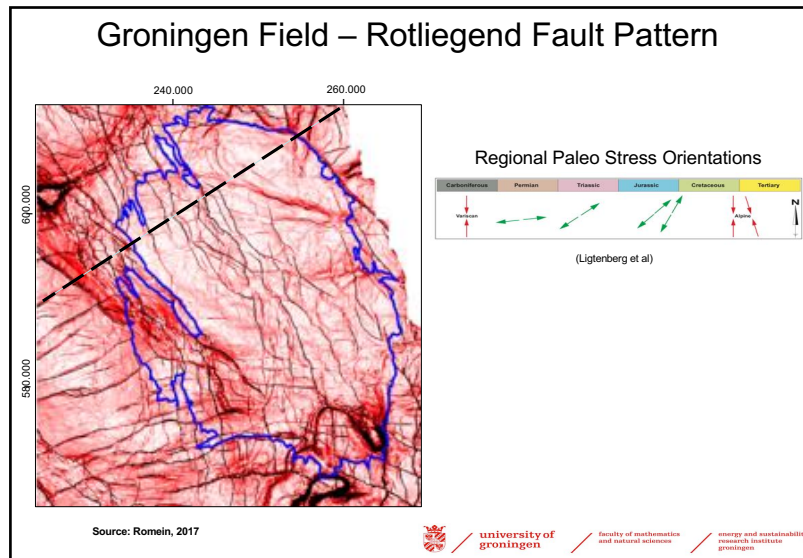 Groningen Field – Rotliegend Fault Pattern
240.000
260.000
600.000
580.000
Regional Paleo Stress Orientations
Carboniferous
Permian
Triassic
Jurassic
Cretaceous
Tertiary
Variscan
Alpine
N
(Ligtenberg et al)
Source: Romein, 2017
university of
groningen
faculty of mathematics
and natural sciences
energy and sustainabili
research institute
groningen